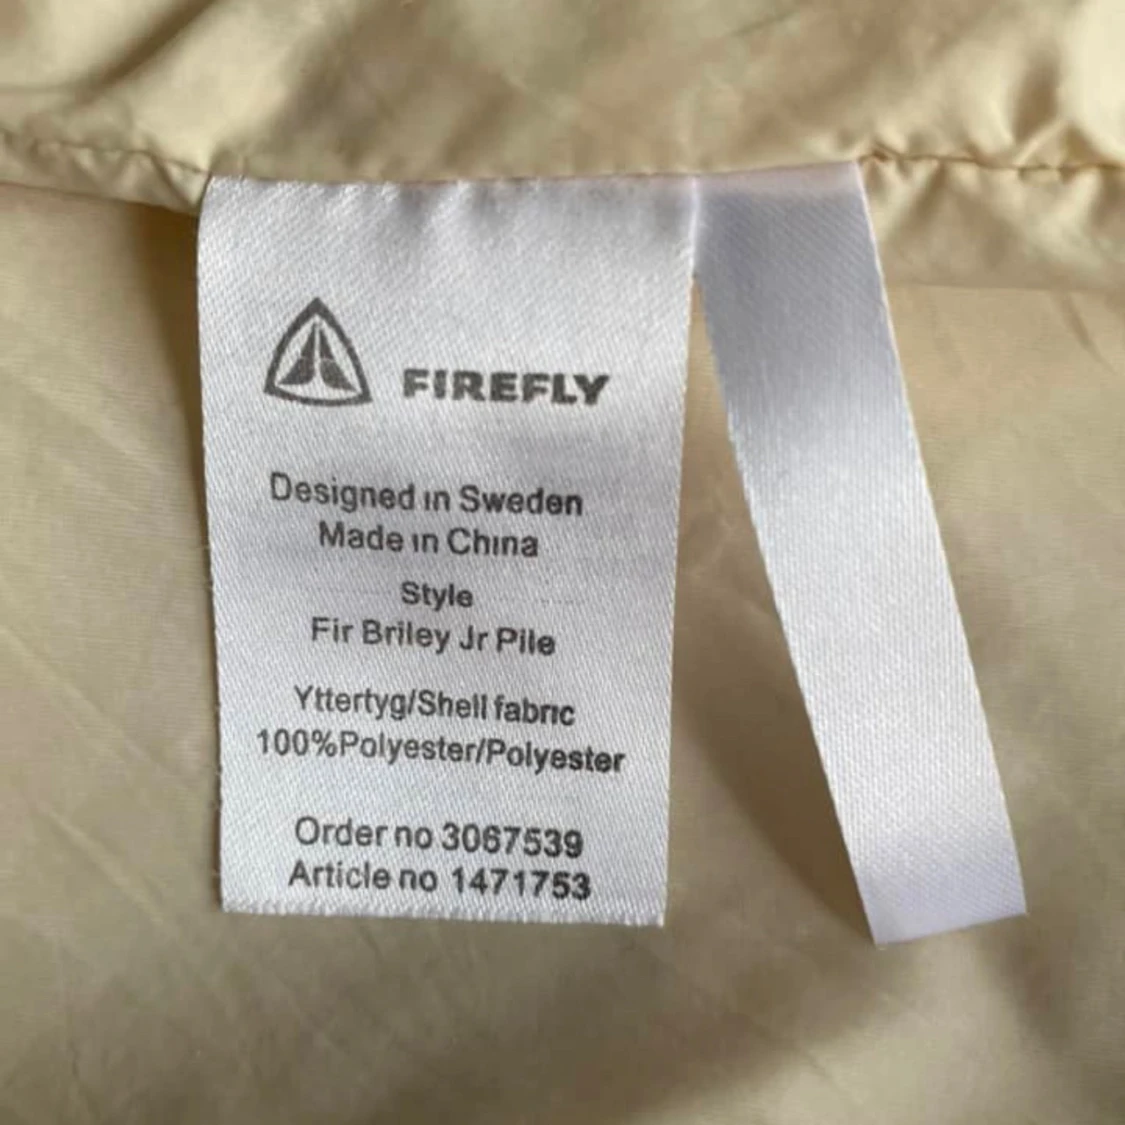 FIREFLY
Designed in Sweden
Made in China
Style
Fir Briley Jr Pile
Yttertyg/Shell fabric
100%Polyester/Polyester
Order no 3067539
Article no 1471753